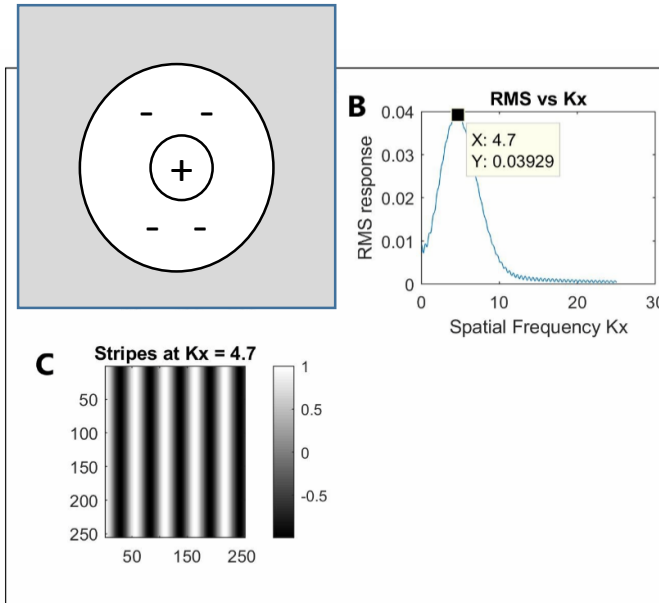 - -
+
- -
B
RMS vs Kx
0.04
0.03
0.02
0.01
0
RMS response
X: 4.7
Y: 0.03929
0 10 20 30
Spatial Frequency Kx
C
Stripes at Kx = 4.7
50
100
150
200
250
50 150 250
1
0.5
0
-0.5